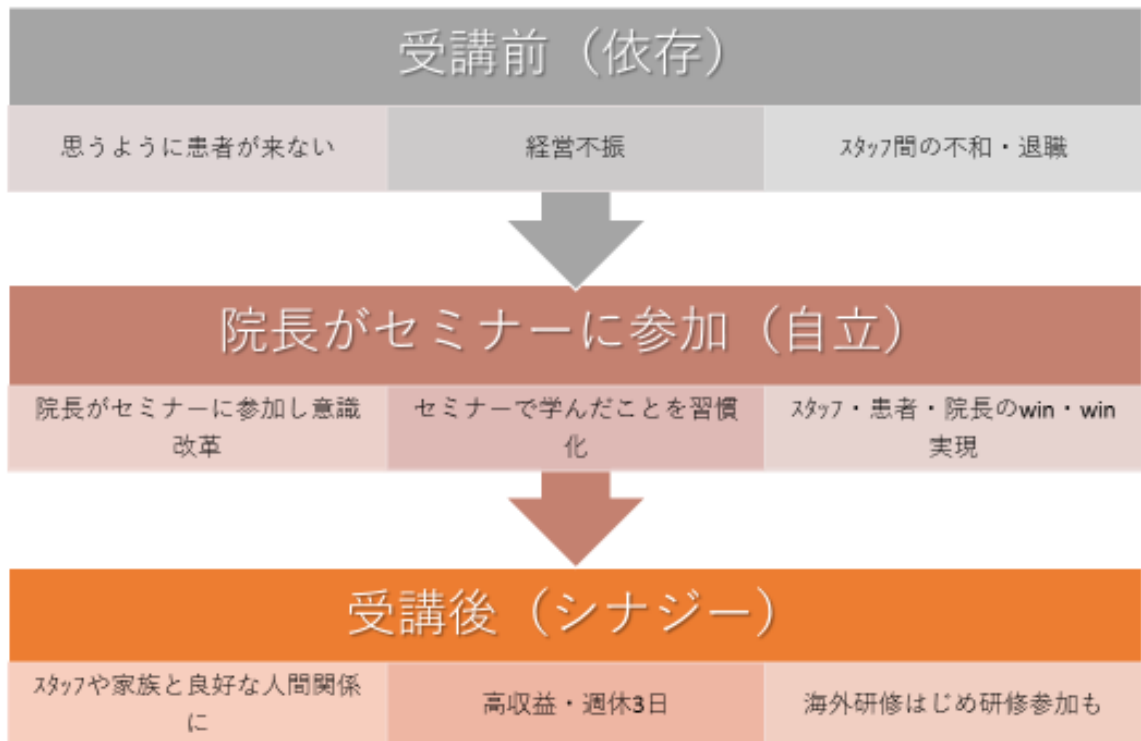 受講前（依存）
思うように患者が来ない
経営不振
ｽﾀｯﾌ間の不和・退職
院長がセミナーに参加（自立）
院長がセミナーに参加し意識
改革
セミナーで学んだことを習慣
化
ｽﾀｯﾌ・患者・院長のwin・win
実現
受講後（シナジー）
ｽﾀｯﾌや家族と良好な人間関係
に
高収益・週休3日
海外研修はじめ研修参加も